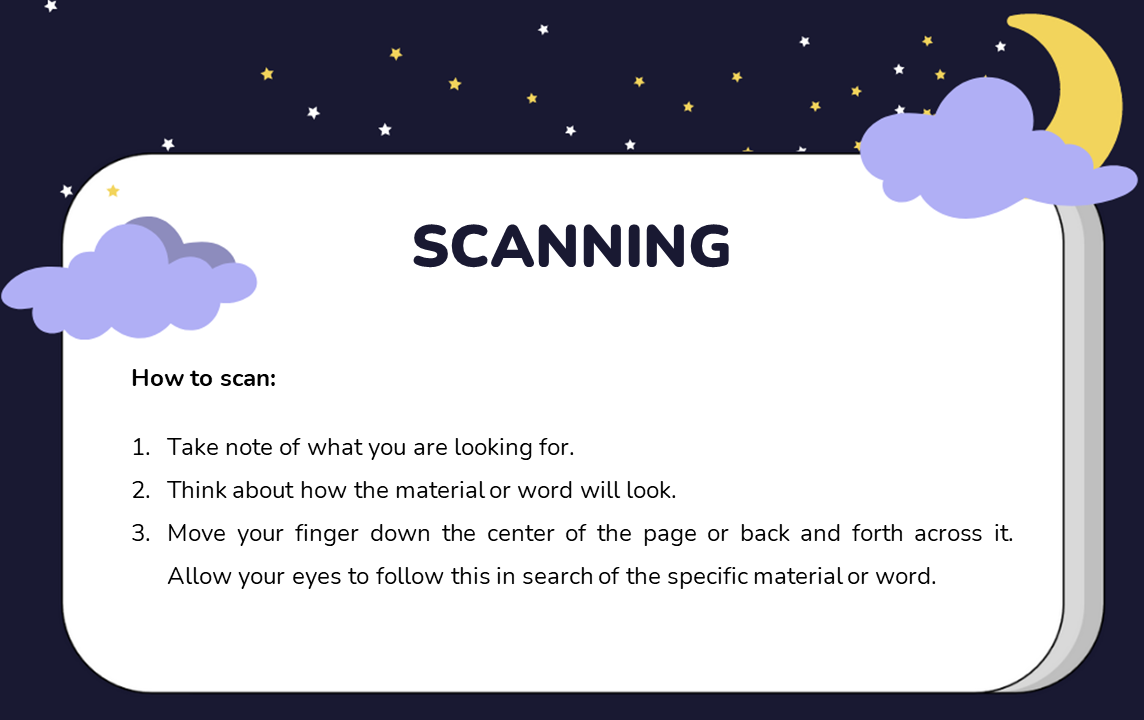 SCANNING
How to scan:
1. Take note of what you are looking for.
2. Think about how the material or word will look.
3. Move your finger down the center of the page or back and forth across it.
Allow your eyes to follow this in search of the specific material or word.